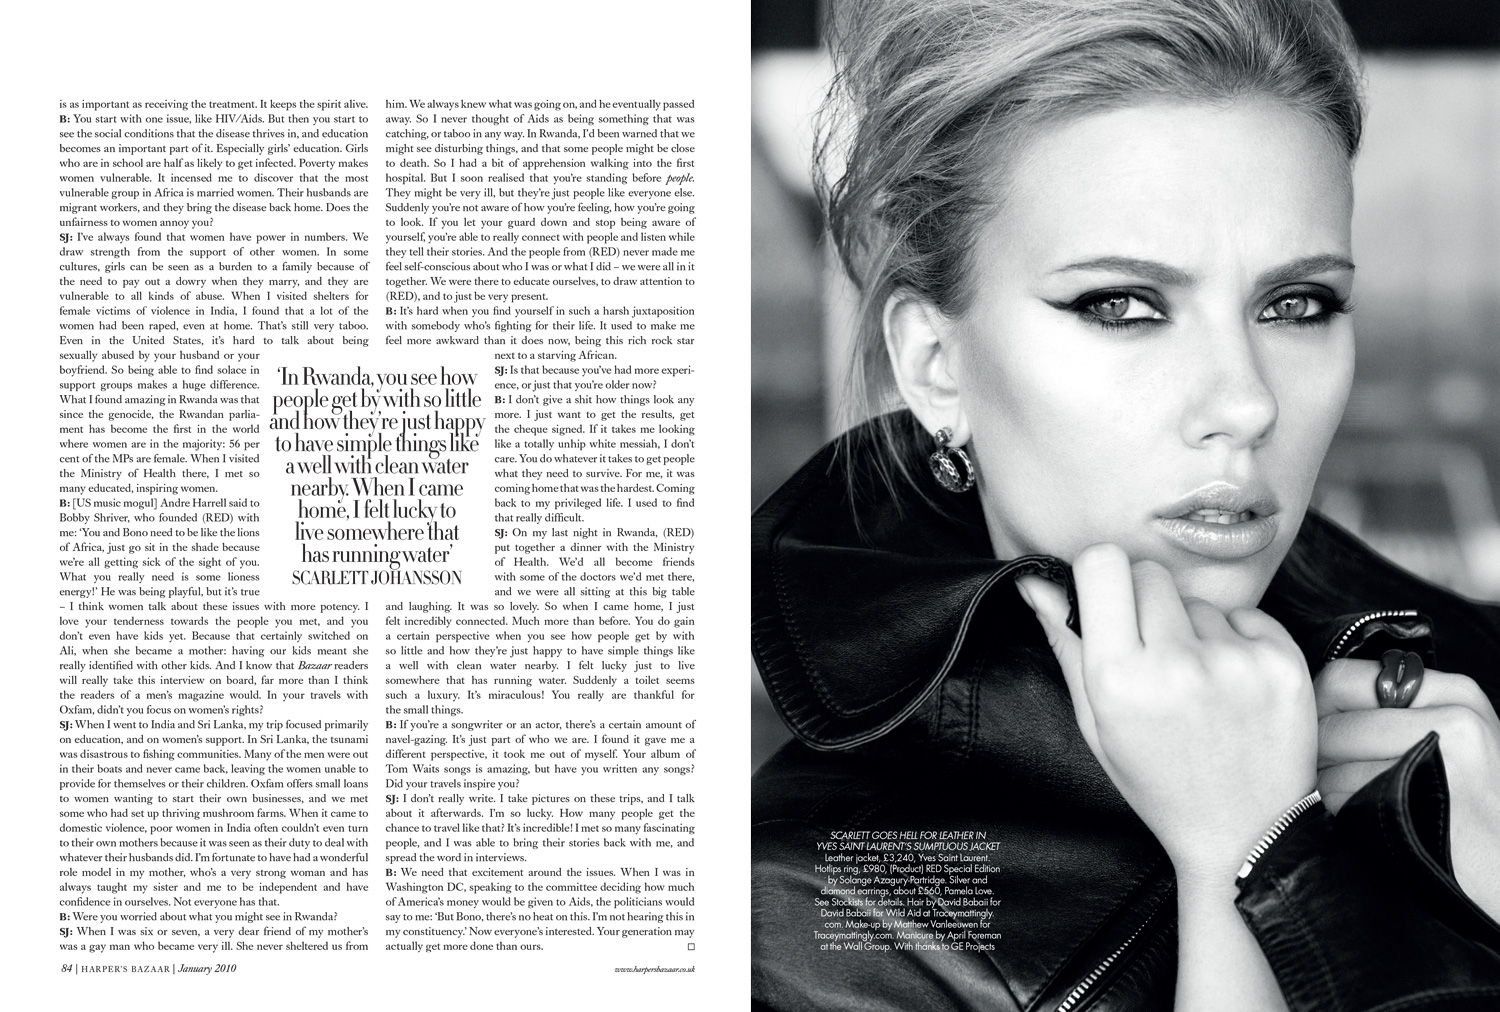 is as important as receiving the treatment. It keeps the spirit alive.
B: You start with one issue, like HIV/Aids. But then you start to
see the social conditions that the disease thrives in, and education
becomes an important part of it. Especially girls' education. Girls
who are in school are half as likely to get infected. Poverty makes
women vulnerable. It incensed me to discover that the most
vulnerable group in Africa is married women. Their husbands are
migrant workers, and they bring the disease back home. Does the
unfairness to women annoy you?
SJ: I've always found that women have power in numbers. We
draw strength from the support of other women. In some
cultures, girls can be seen as a burden to a family because of
the need to pay out a dowry when they marry, and they are
vulnerable to all kinds of abuse. When I visited shelters for
female victims of violence in India, I found that a lot of the
women had been raped, even at home. That's still very taboo.
Even in the United States, it's hard to talk about being
sexually abused by your husband or your
boyfriend. So being able to find solace in
support groups makes a huge difference.
What I found amazing in Rwanda was that
since the genocide, the Rwandan parlia-
ment has become the first in the world
where women are in the majority: 56 per
cent of the MPs are female. When I visited
the Ministry of Health there, I met so
many educated, inspiring women.
B: [US music mogul] Andre Harrell said to
Bobby Shriver, who founded (RED) with
me: 'You and Bono need to be like the lions
of Africa, just go sit in the shade because
we're all getting sick of the sight of you.
What you really need is some lioness
energy!' He was being playful, but it's true
– I think women talk about these issues with more potency. I
love your tenderness towards the people you met, and you
don't even have kids yet. Because that certainly switched on
Ali, when she became a mother: having our kids meant she
really identified with other kids. And I know that Bazaar readers
will really take this interview on board, far more than I think
the readers of a men's magazine would. In your travels with
Oxfam, didn't you focus on women's rights?
SJ: When I went to India and Sri Lanka, my trip focused primarily
on education, and on women's support. In Sri Lanka, the tsunami
was disastrous to fishing communities. Many of the men were out
in their boats and never came back, leaving the women unable to
provide for themselves or their children. Oxfam offers small loans
to women wanting to start their own businesses, and we met
some who had set up thriving mushroom farms. When it came to
domestic violence, poor women in India often couldn't even turn
to their own mothers because it was seen as their duty to deal with
whatever their husbands did. I'm fortunate to have had a wonderful
role model in my mother, who's a very strong woman and has
always taught my sister and me to be independent and have
confidence in ourselves. Not everyone has that.
B: Were you worried about what you might see in Rwanda?
SJ: When I was six or seven, a very dear friend of my mother's
was a gay man who became very ill. She never sheltered us from
'In Rwanda, you see how
people get by with so little
and how they're just happy
to have simple things like
a well with clean water
nearby. When I came
home, I felt lucky to
live somewhere that
has running water'
SCARLETT JOHANSSON
him. We always knew what was going on, and he eventually passed
away. So I never thought of Aids as being something that was
catching, or taboo in any way. In Rwanda, I'd been warned that we
might see disturbing things, and that some people might be close
to death. So I had a bit of apprehension walking into the first
hospital. But I soon realised that you're standing before people.
They might be very ill, but they're just people like everyone else.
Suddenly you're not aware of how you're feeling, how you're going
to look. If you let your guard down and stop being aware of
yourself, you're able to really connect with people and listen while
they tell their stories. And the people from (RED) never made me
feel self-conscious about who I was or what I did – we were all in it
together. We were there to educate ourselves, to draw attention to
(RED), and to just be very present.
B: It's hard when you find yourself in such a harsh juxtaposition
with somebody who's fighting for their life. It used to make me
feel more awkward than it does now, being this rich rock star
next to a starving African.
SJ: Is that because you've had more experi-
ence, or just that you're older now?
B: I don't give a shit how things look any
more. I just want to get the results, get
the cheque signed. If it takes me looking
like a totally unhip white messiah, I don't
care. You do whatever it takes to get people
what they need to survive. For me, it was
coming home that was the hardest. Coming
back to my privileged life. I used to find
that really difficult.
SJ: On my last night in Rwanda, (RED)
put together a dinner with the Ministry
of Health. We'd all become friends
with some of the doctors we'd met there,
and we were all sitting at this big table
and laughing. It was so lovely. So when I came home, I just
felt incredibly connected. Much more than before. You do gain
a certain perspective when you see how people get by with
so little and how they're just happy to have simple things like
a well with clean water nearby. I felt lucky just to live
somewhere that has running water. Suddenly a toilet seems
such a luxury. It's miraculous! You really are thankful for
the small things.
B: If you're a songwriter or an actor, there's a certain amount of
navel-gazing. It's just part of who we are. I found it gave me a
different perspective, it took me out of myself. Your album of
Tom Waits songs is amazing, but have you written any songs?
Did your travels inspire you?
SJ: I don't really write. I take pictures on these trips, and I talk
about it afterwards. I'm so lucky. How many people get the
chance to travel like that? It's incredible! I met so many fascinating
people, and I was able to bring their stories back with me, and
spread the word in interviews.
B: We need that excitement around the issues. When I was in
Washington DC, speaking to the committee deciding how much
of America's money would be given to Aids, the politicians would
say to me: 'But Bono, there's no heat on this. I'm not hearing this in
my constituency.' Now everyone's interested. Your generation may
actually get more done than ours.
84 | HARPER'S BAZAAR | January 2010
www.harpersbazaar.co.uk
SCARLETT GOES HELL FOR LEATHER IN
YVES SAINT LAURENT'S SUMPTUOUS JACKET
Leather jacket, £3,240, Yves Saint Laurent.
Hotlips ring, £980, (Product) RED Special Edition
by Solange Azagury-Partridge. Silver and
diamond earrings, about £560, Pamela Love.
See Stockists for details. Hair by David Babaii for
David Babaii for Wild Aid at Traceymattingly.
com. Make-up by Matthew Vanleeuwen for
Traceymattingly.com. Manicure by April Foreman
at the Wall Group. With thanks to GE Projects